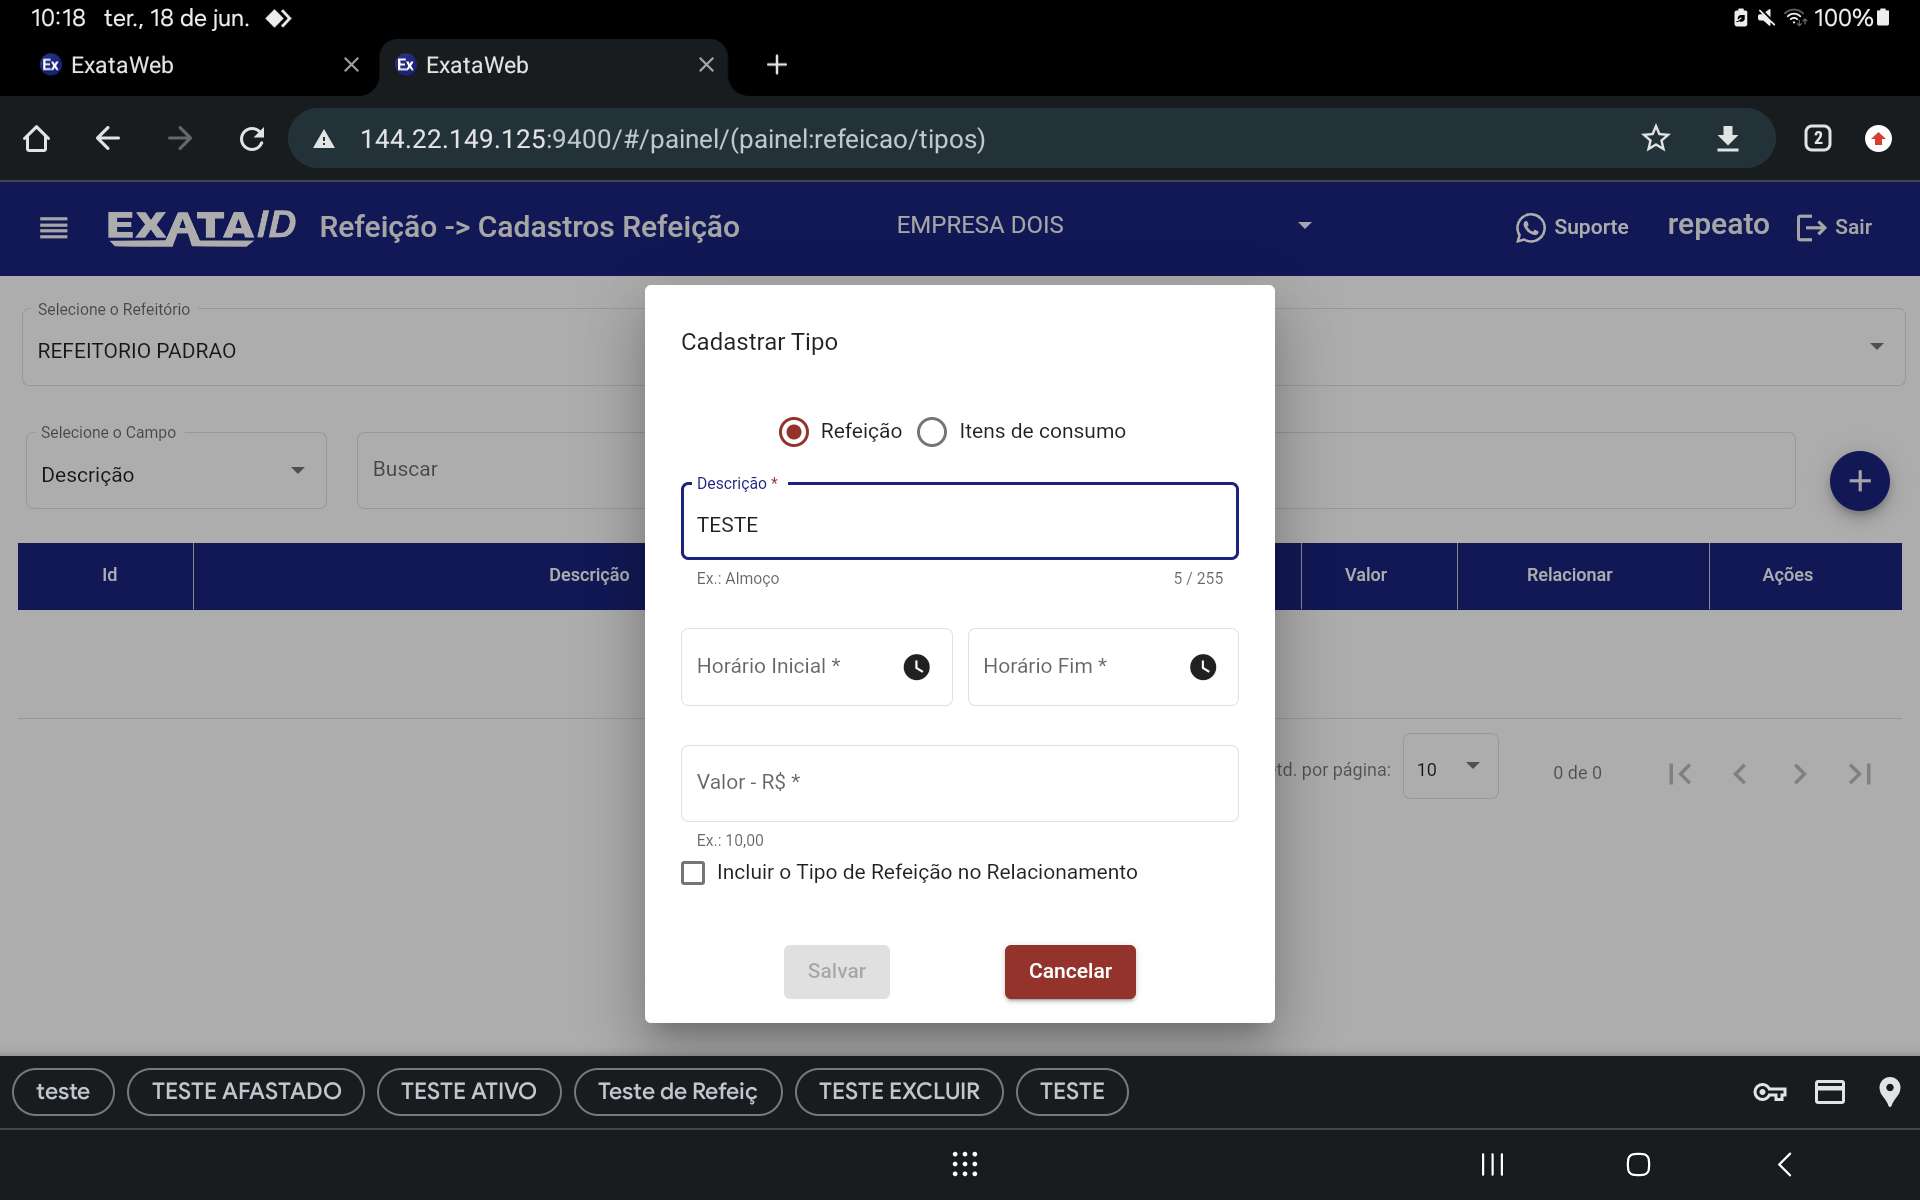 10:18 ter., 18 de jun. 100%
Ex ExataWeb Ex ExataWeb
144.22.149.125:9400/#/painel/(painel:refeicao/tipos) 2
EXATAID Refeição -> Cadastros Refeição EMPRESA DOIS Suporte repeato Sair
Selecione o Refeitório
REFEITORIO PADRAO
Cadastrar Tipo
Refeição Itens de consumo
Selecione o Campo
Descrição
Buscar
Descrição *
TESTE
Ex.: Almoço 5 / 255
Id Descrição Valor Relacionar Ações
Horário Inicial * Horário Fim *
Valor - R$ *
Ex.: 10,00
td. por página: 10 0 de 0
Incluir o Tipo de Refeição no Relacionamento
Salvar Cancelar
teste TESTE AFASTADO TESTE ATIVO Teste de Refeiç TESTE EXCLUIR TESTE